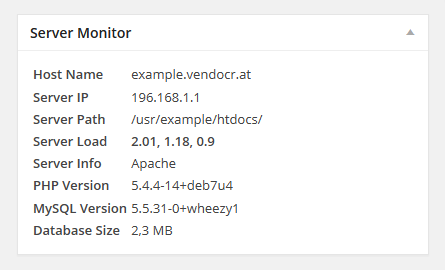 Server Monitor
Host Name example.vendocr.at
Server IP 196.168.1.1
Server Path /usr/example/htdocs/
Server Load 2.01, 1.18, 0.9
Server Info Apache
PHP Version 5.4.4-14+deb7u4
MySQL Version 5.5.31-0+wheezy1
Database Size 2,3 MB